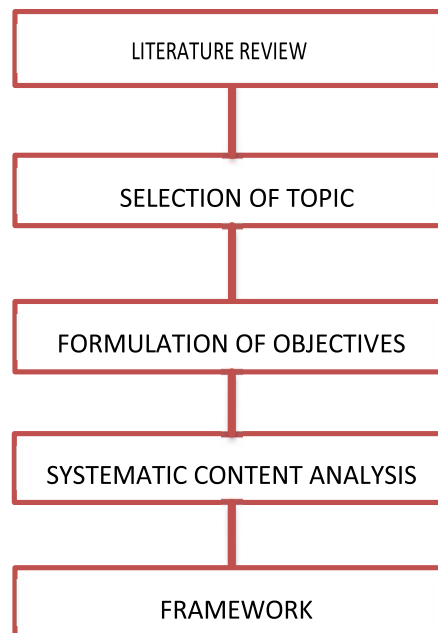 LITERATURE REVIEW
SELECTION OF TOPIC
FORMULATION OF OBJECTIVES
SYSTEMATIC CONTENT ANALYSIS
FRAMEWORK